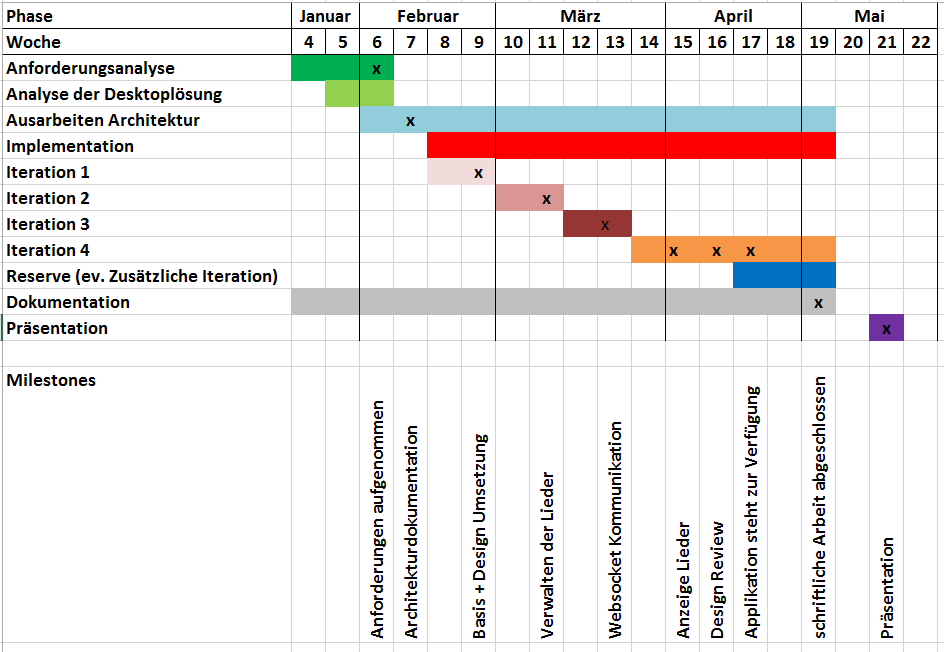 Phase Januar Februar März April Mai
Woche 4 5 6 7 8 9 10 11 12 13 14 15 16 17 18 19 20 21 22
Anforderungsanalyse x
Analyse der Desktoplösung
Ausarbeiten Architektur x
Implementation
Iteration 1 x
Iteration 2 x
Iteration 3 x
Iteration 4 x x x
Reserve (ev. Zusätzliche Iteration)
Dokumentation x
Präsentation x
Milestones
Anforderungen aufgenommen
Architekturdokumentation
Basis + Design Umsetzung
Verwalten der Lieder
Websocket Kommunikation
Anzeige Lieder
Design Review
Applikation steht zur Verfügung
schriftliche Arbeit abgeschlossen
Präsentation